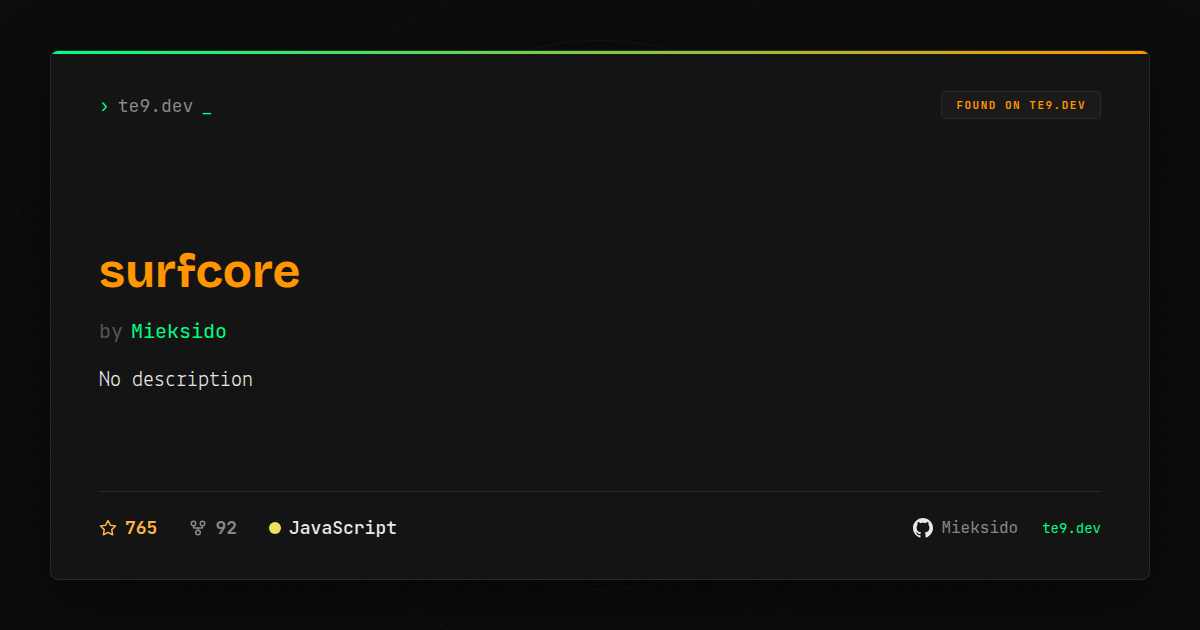 › te9.dev _
FOUND ON TE9.DEV
surfcore
by Mieksido
No description
765 92 JavaScript
Mieksido te9.dev